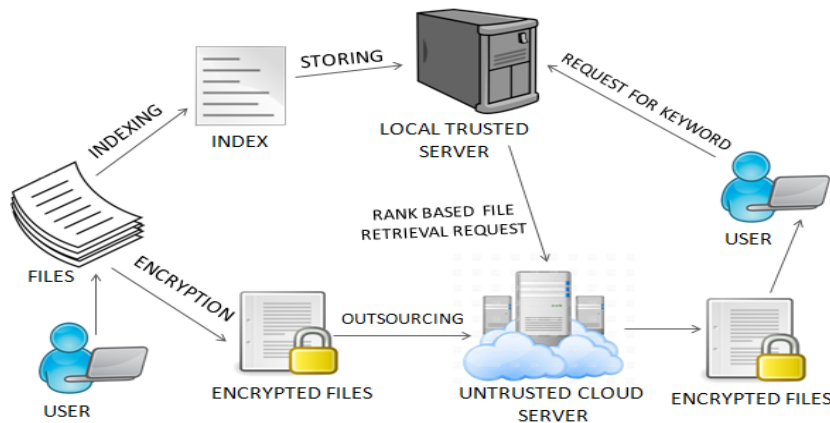 STORING
INDEXING
INDEX
LOCAL TRUSTED
SERVER
REQUEST FOR KEYWORD
RANK BASED FILE
RETRIEVAL REQUEST
USER
FILES
ENCRYPTION
OUTSOURCING
USER
ENCRYPTED FILES
UNTRUSTED CLOUD
SERVER
ENCRYPTED FILES